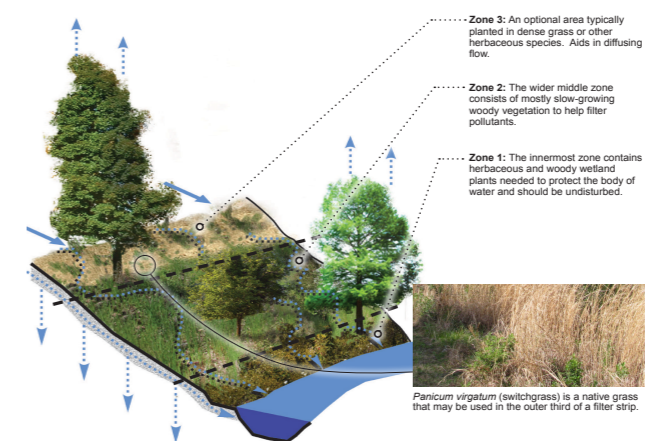 Zone 3: An optional area typically
planted in dense grass or other
herbaceous species.  Aids in diffusing
flow.
Zone 2: The wider middle zone
consists of mostly slow-growing
woody vegetation to help filter
pollutants.
Zone 1: The innermost zone contains
herbaceous and woody wetland
plants needed to protect the body of
water and should be undisturbed.
Panicum virgatum (switchgrass) is a native grass
that may be used in the outer third of a filter strip.